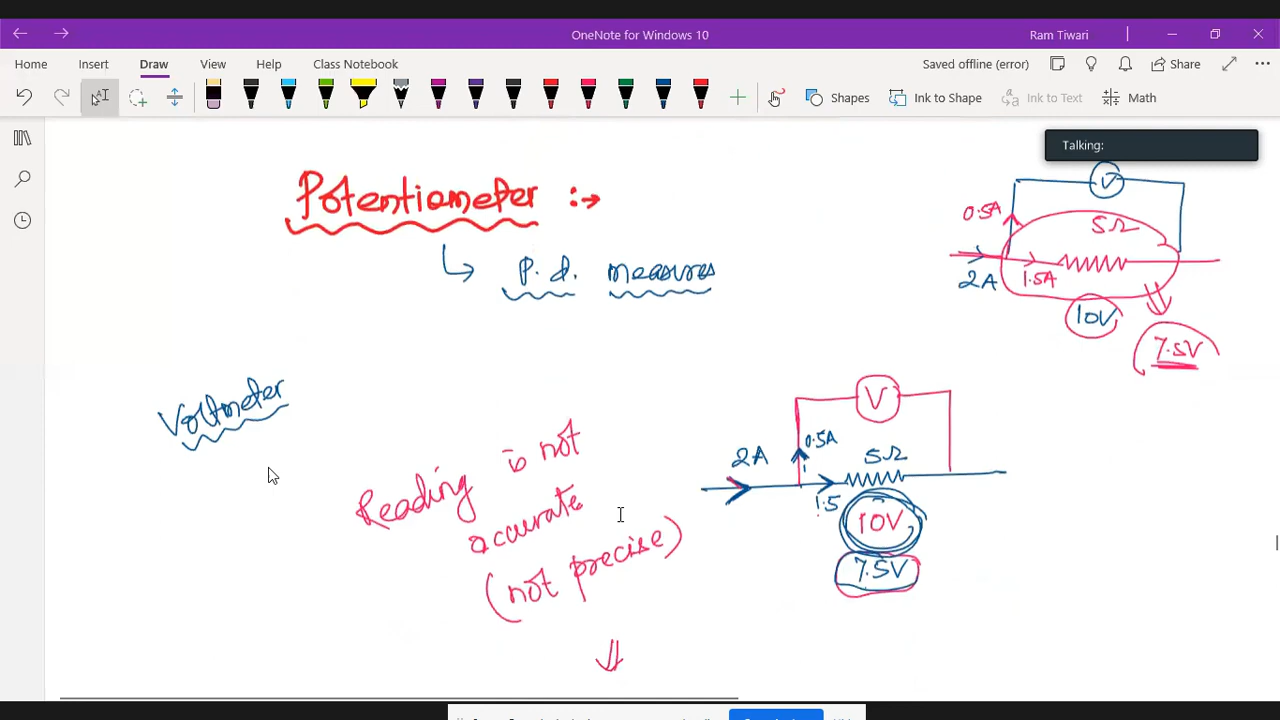 OneNote for Windows 10
Ram Tiwari
Home Insert Draw View Help Class Notebook
Saved offline (error)
Share
Shapes
Ink to Shape
Ink to Text
Math
Talking:
Potentiometer :→
↳ P.d. measures
V
0.5A
5Ω
2A
1.5A
10V
7.5V
Voltmeter
Reading is not
accurate
(not precise)
⇓
V
2A
0.5A
5Ω
1.5
10V
7.5V